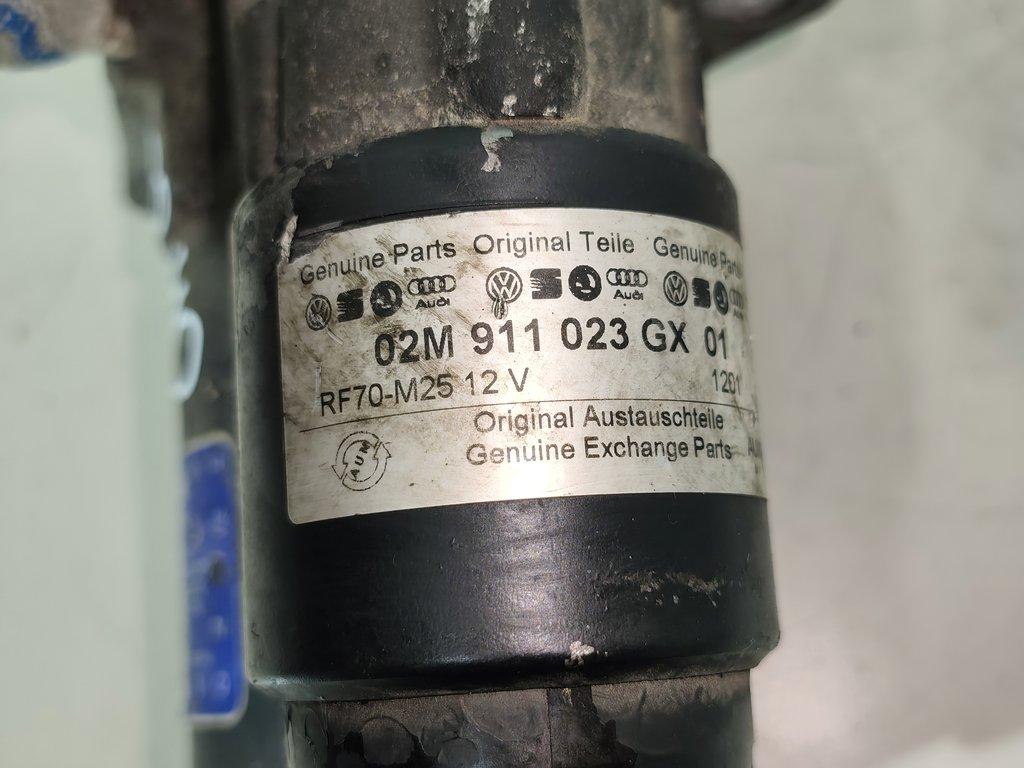 Genuine Parts Original Teile Genuine Parts
Audi Audi
02M 911 023 GX 01
RF70-M25 12 V
Original Austauschteile
Genuine Exchange Parts